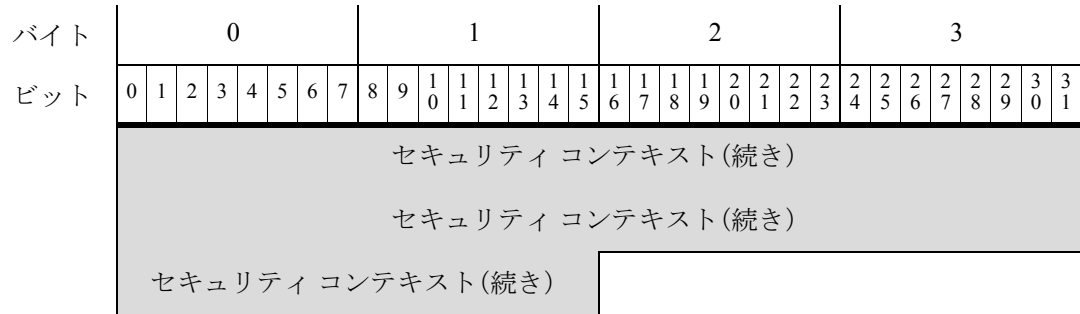 バイト 0 1 2 3
ビット 0 1 2 3 4 5 6 7 8 9 10 11 12 13 14 15 16 17 18 19 20 21 22 23 24 25 26 27 28 29 30 31
セキュリティ コンテキスト(続き)
セキュリティ コンテキスト(続き)
セキュリティ コンテキスト(続き)